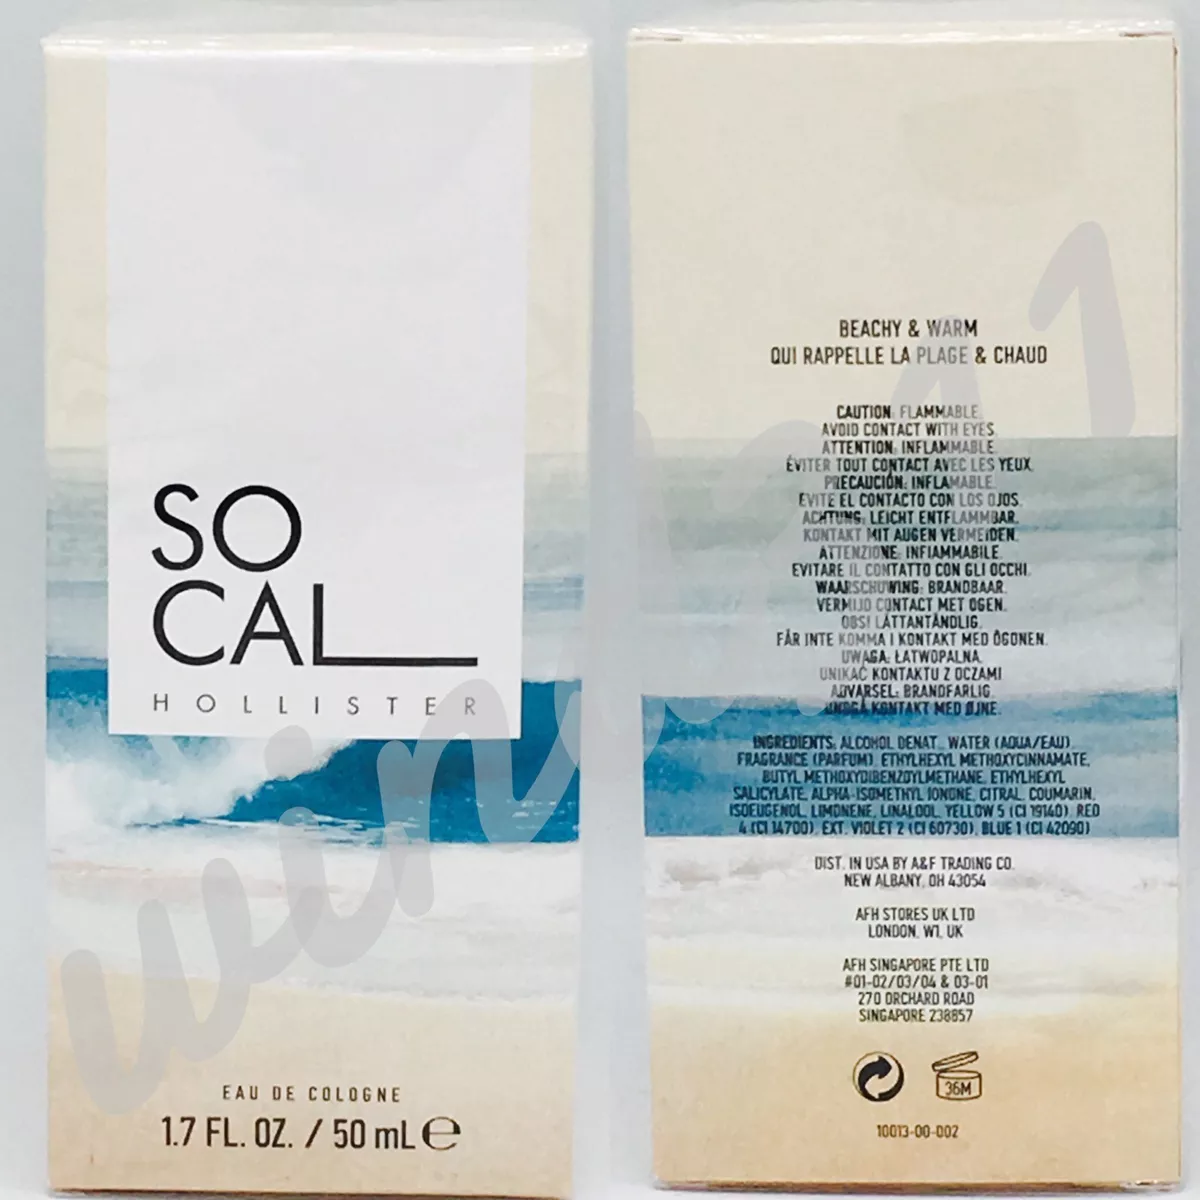 SO
CAL
HOLLISTER
EAU DE COLOGNE
1.7 FL. OZ. / 50 mL ℮
BEACHY & WARM
QUI RAPPELLE LA PLAGE & CHAUD
CAUTION: FLAMMABLE.
AVOID CONTACT WITH EYES.
ATTENTION: INFLAMMABLE.
ÉVITER TOUT CONTACT AVEC LES YEUX.
PRECAUCIÓN: INFLAMABLE.
EVITE EL CONTACTO CON LOS OJOS.
ACHTUNG: LEICHT ENTFLAMMBAR.
KONTAKT MIT AUGEN VERMEIDEN.
ATTENZIONE: INFIAMMABILE.
EVITARE IL CONTATTO CON GLI OCCHI.
WAARSCHUWING: BRANDBAAR.
VERMIJD CONTACT MET OGEN.
OBS! LÄTTANTÄNDLIG.
FÅR INTE KOMMA I KONTAKT MED ÖGONEN.
UWAGA: ŁATWOPALNA.
UNIKAĆ KONTAKTU Z OCZAMI
ADVARSEL: BRANDFARLIG.
UNDGÅ KONTAKT MED ØJNE.
INGREDIENTS: ALCOHOL DENAT., WATER (AQUA/EAU),
FRAGRANCE (PARFUM), ETHYLHEXYL METHOXYCINNAMATE,
BUTYL METHOXYDIBENZOYLMETHANE, ETHYLHEXYL
SALICYLATE, ALPHA-ISOMETHYL IONONE, CITRAL, COUMARIN,
ISOEUGENOL, LIMONENE, LINALOOL, YELLOW 5 (CI 19140), RED
4 (CI 14700), EXT. VIOLET 2 (CI 60730), BLUE 1 (CI 42090)
DIST. IN USA BY A&F TRADING CO.
NEW ALBANY, OH 43054
AFH STORES UK LTD
LONDON, W1, UK
AFH SINGAPORE PTE LTD
#01-02/03/04 & 03-01
270 ORCHARD ROAD
SINGAPORE 238857
36M
10013-00-002